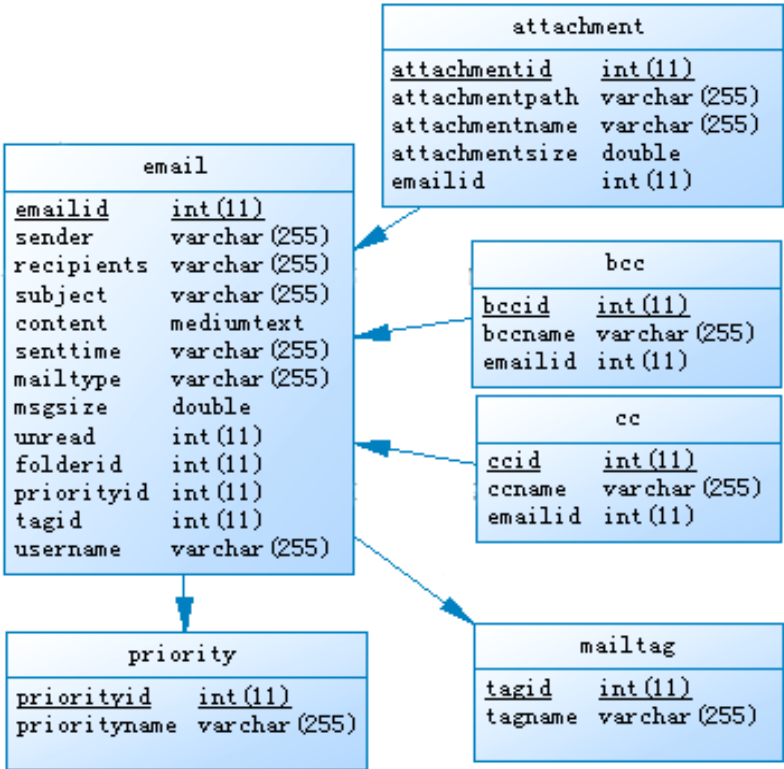 attachment
attachmentid int(11)
attachmentpath varchar(255)
attachmentname varchar(255)
attachmentsize double
emailid int(11)
email
emailid int(11)
sender varchar(255)
recipients varchar(255)
subject varchar(255)
content mediumtext
senttime varchar(255)
mailtype varchar(255)
msgsize double
unread int(11)
folderid int(11)
priorityid int(11)
tagid int(11)
username varchar(255)
bcc
bccid int(11)
bccname varchar(255)
emailid int(11)
cc
ccid int(11)
ccname varchar(255)
emailid int(11)
priority
priorityid int(11)
priorityname varchar(255)
mailtag
tagid int(11)
tagname varchar(255)